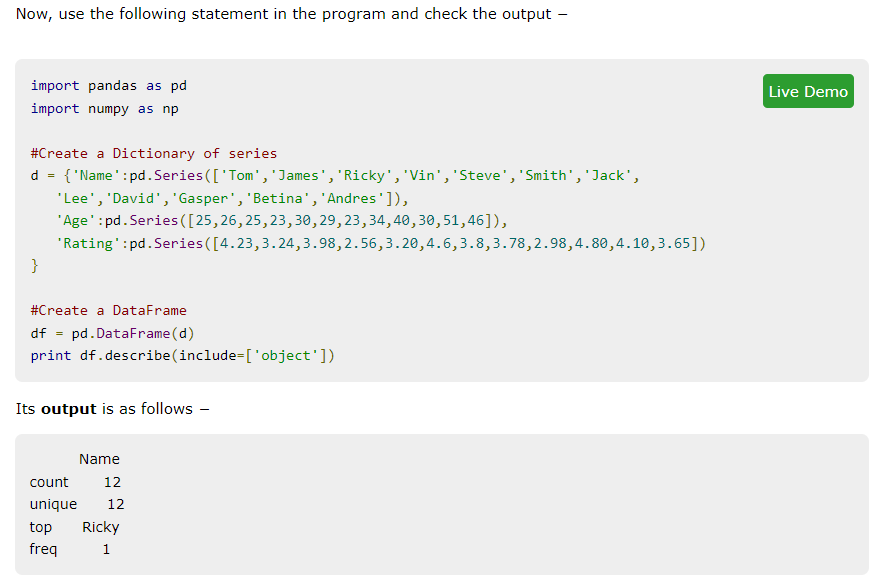 Now, use the following statement in the program and check the output −
Live Demo
import pandas as pd
import numpy as np
#Create a Dictionary of series
d = {'Name':pd.Series(['Tom','James','Ricky','Vin','Steve','Smith','Jack',
'Lee','David','Gasper','Betina','Andres']),
'Age':pd.Series([25,26,25,23,30,29,23,34,40,30,51,46]),
'Rating':pd.Series([4.23,3.24,3.98,2.56,3.20,4.6,3.8,3.78,2.98,4.80,4.10,3.65])
}
#Create a DataFrame
df = pd.DataFrame(d)
print df.describe(include=['object'])
Its output is as follows −
Name
count 12
unique 12
top Ricky
freq 1